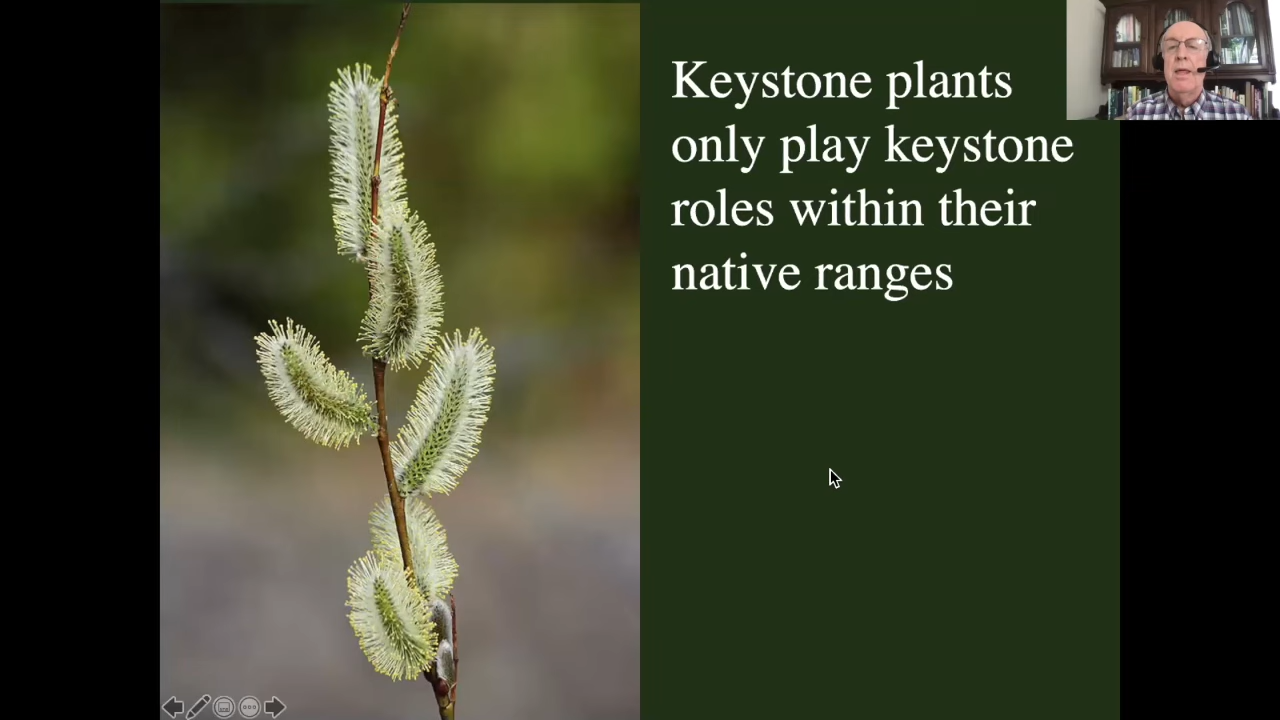 Keystone plants
only play keystone
roles within their
native ranges